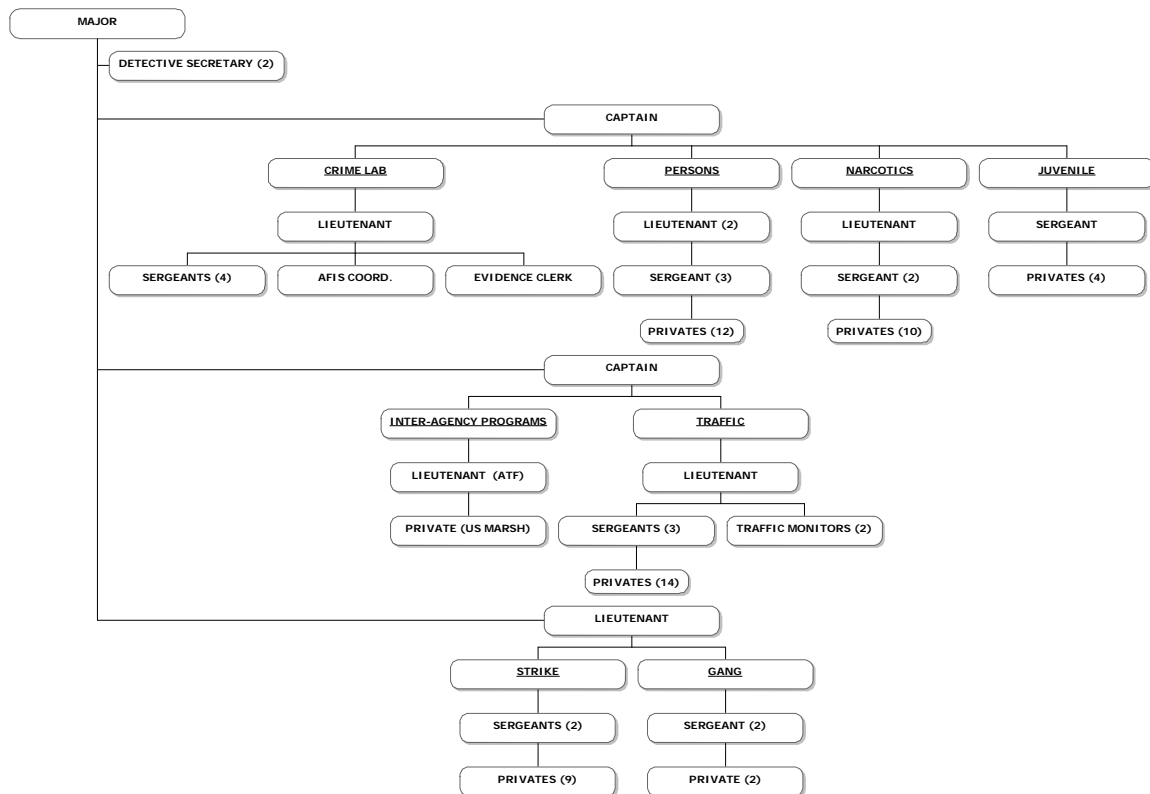 MAJOR
DETECTIVE SECRETARY (2)
CAPTAIN
CRIME LAB
PERSONS
NARCOTICS
JUVENILE
LIEUTENANT
LIEUTENANT (2)
LIEUTENANT
SERGEANT
SERGEANTS (4)
AFIS COORD.
EVIDENCE CLERK
SERGEANT (3)
SERGEANT (2)
PRIVATES (4)
PRIVATES (12)
PRIVATES (10)
CAPTAIN
INTER-AGENCY PROGRAMS
TRAFFIC
LIEUTENANT (ATF)
LIEUTENANT
PRIVATE (US MARSH)
SERGEANTS (3)
TRAFFIC MONITORS (2)
PRIVATES (14)
LIEUTENANT
STRIKE
GANG
SERGEANTS (2)
SERGEANT (2)
PRIVATES (9)
PRIVATE (2)